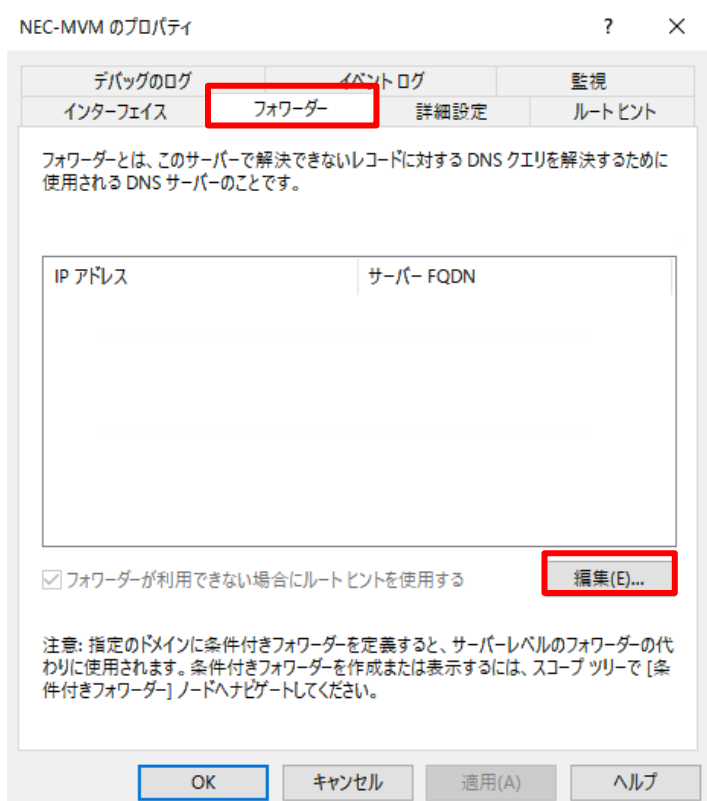 NEC-MVM のプロパティ ? ×
デバッグのログ イベント ログ 監視
インターフェイス フォワーダー 詳細設定 ルート ヒント
フォワーダーとは、このサーバーで解決できないレコードに対する DNS クエリを解決するために
使用される DNS サーバーのことです。
IP アドレス サーバー FQDN
フォワーダーが利用できない場合にルート ヒントを使用する 編集(E)...
注意: 指定のドメインに条件付きフォワーダーを定義すると、サーバーレベルのフォワーダーの代
わりに使用されます。条件付きフォワーダーを作成または表示するには、スコープ ツリーで [条
件付きフォワーダー] ノードへナビゲートしてください。
OK キャンセル 適用(A) ヘルプ